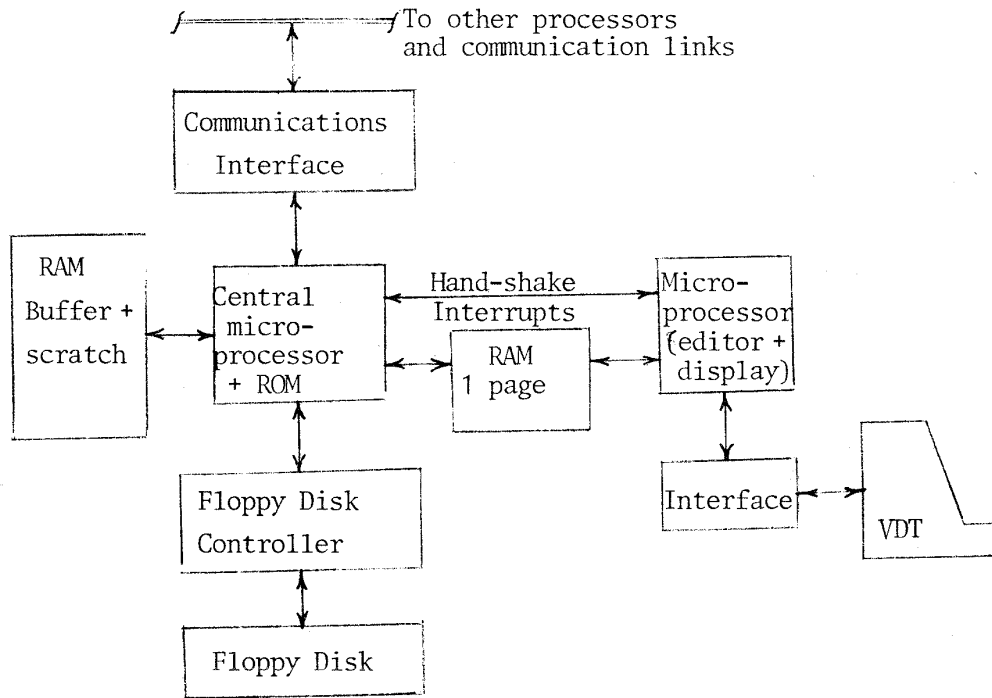 To other processors
and communication links
Communications
Interface
RAM
Buffer +
scratch
Central
micro-
processor
+ ROM
Hand-shake
Interrupts
RAM
1 page
Micro-
processor
(editor +
display)
Floppy Disk
Controller
Interface
VDT
Floppy Disk